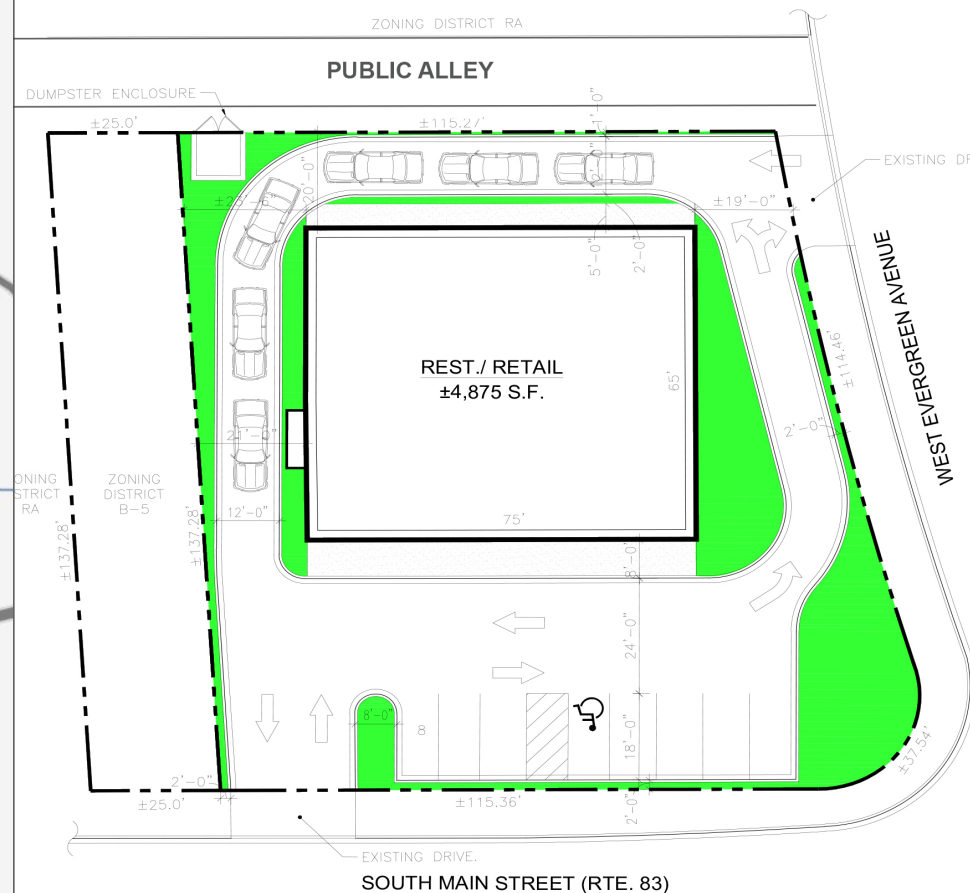 ZONING DISTRICT RA
PUBLIC ALLEY
DUMPSTER ENCLOSURE
±25.0'
±115.27'
EXISTING
20'-0"
±19'-0"
5'-0"
2'-0"
WEST EVERGREEN AVENUE
REST./ RETAIL
±4,875 S.F.
65'
±114.46'
2'-0"
ZONING
DISTRICT
B-5
RA
±137.28'
±137.28'
12'-0"
75'
8'-0"
24'-0"
8'-0"
8
18'-0"
±37.54'
2'-0"
±25.0'
±115.36'
2'-0"
EXISTING DRIVE.
SOUTH MAIN STREET (RTE. 83)